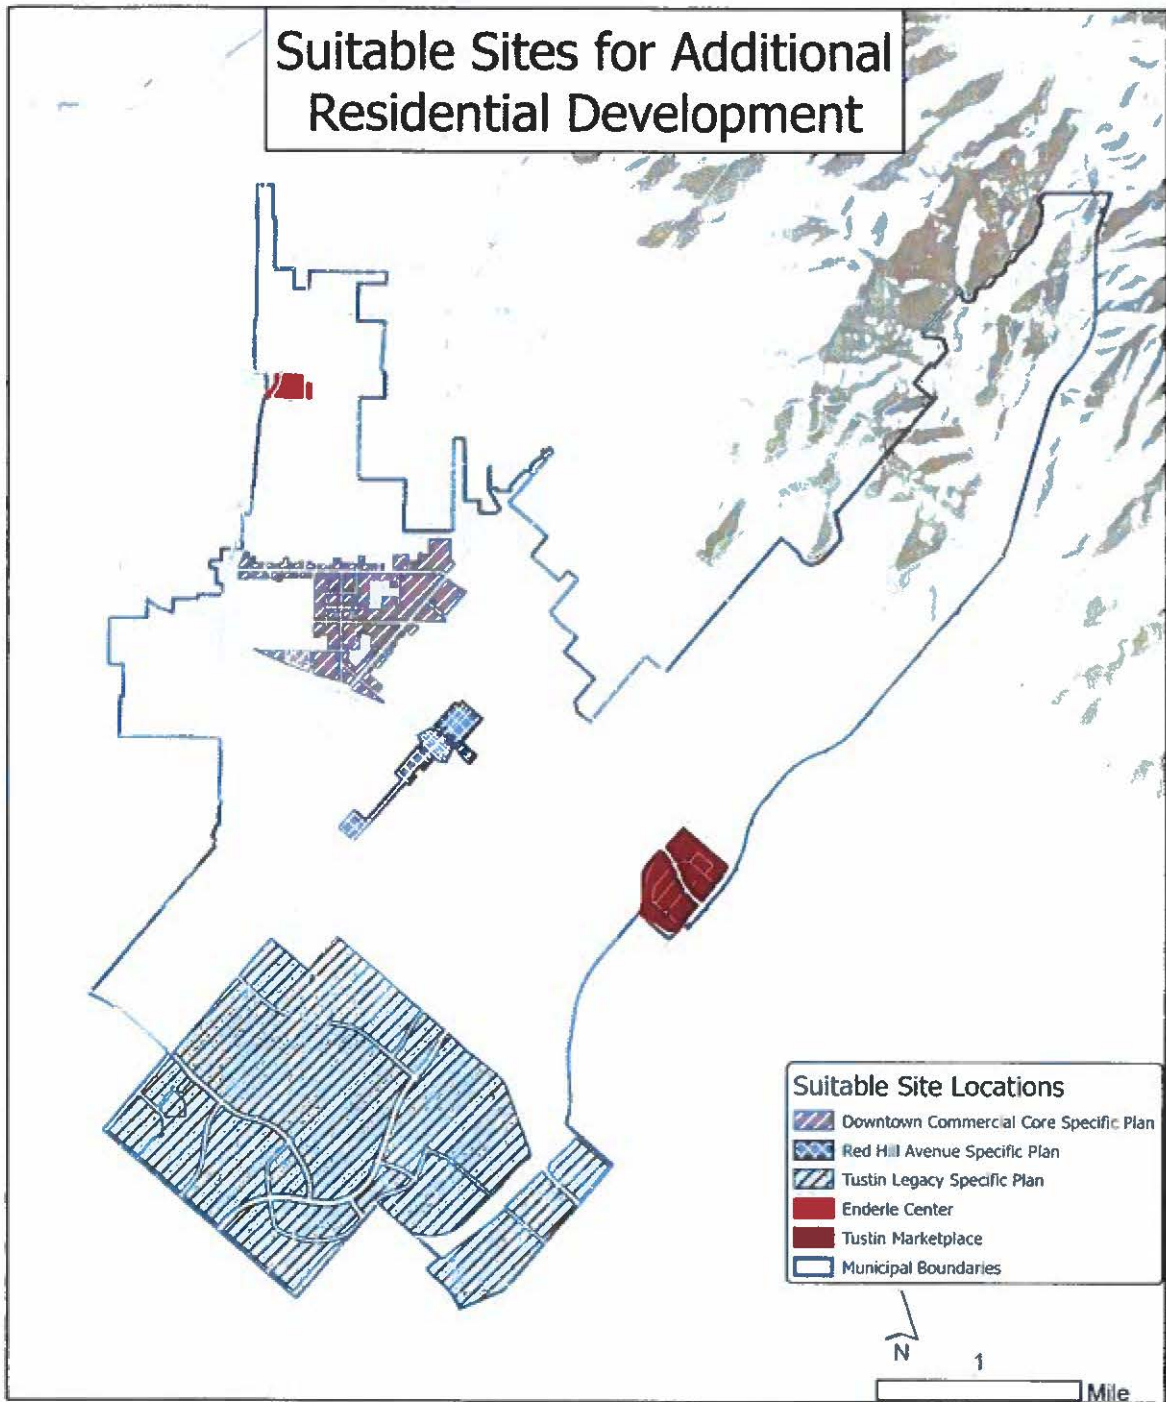 Suitable Sites for Additional
Residential Development
Suitable Site Locations
Downtown Commercial Core Specific Plan
Red Hill Avenue Specific Plan
Tustin Legacy Specific Plan
Enderle Center
Tustin Marketplace
Municipal Boundaries
N
1
Mile